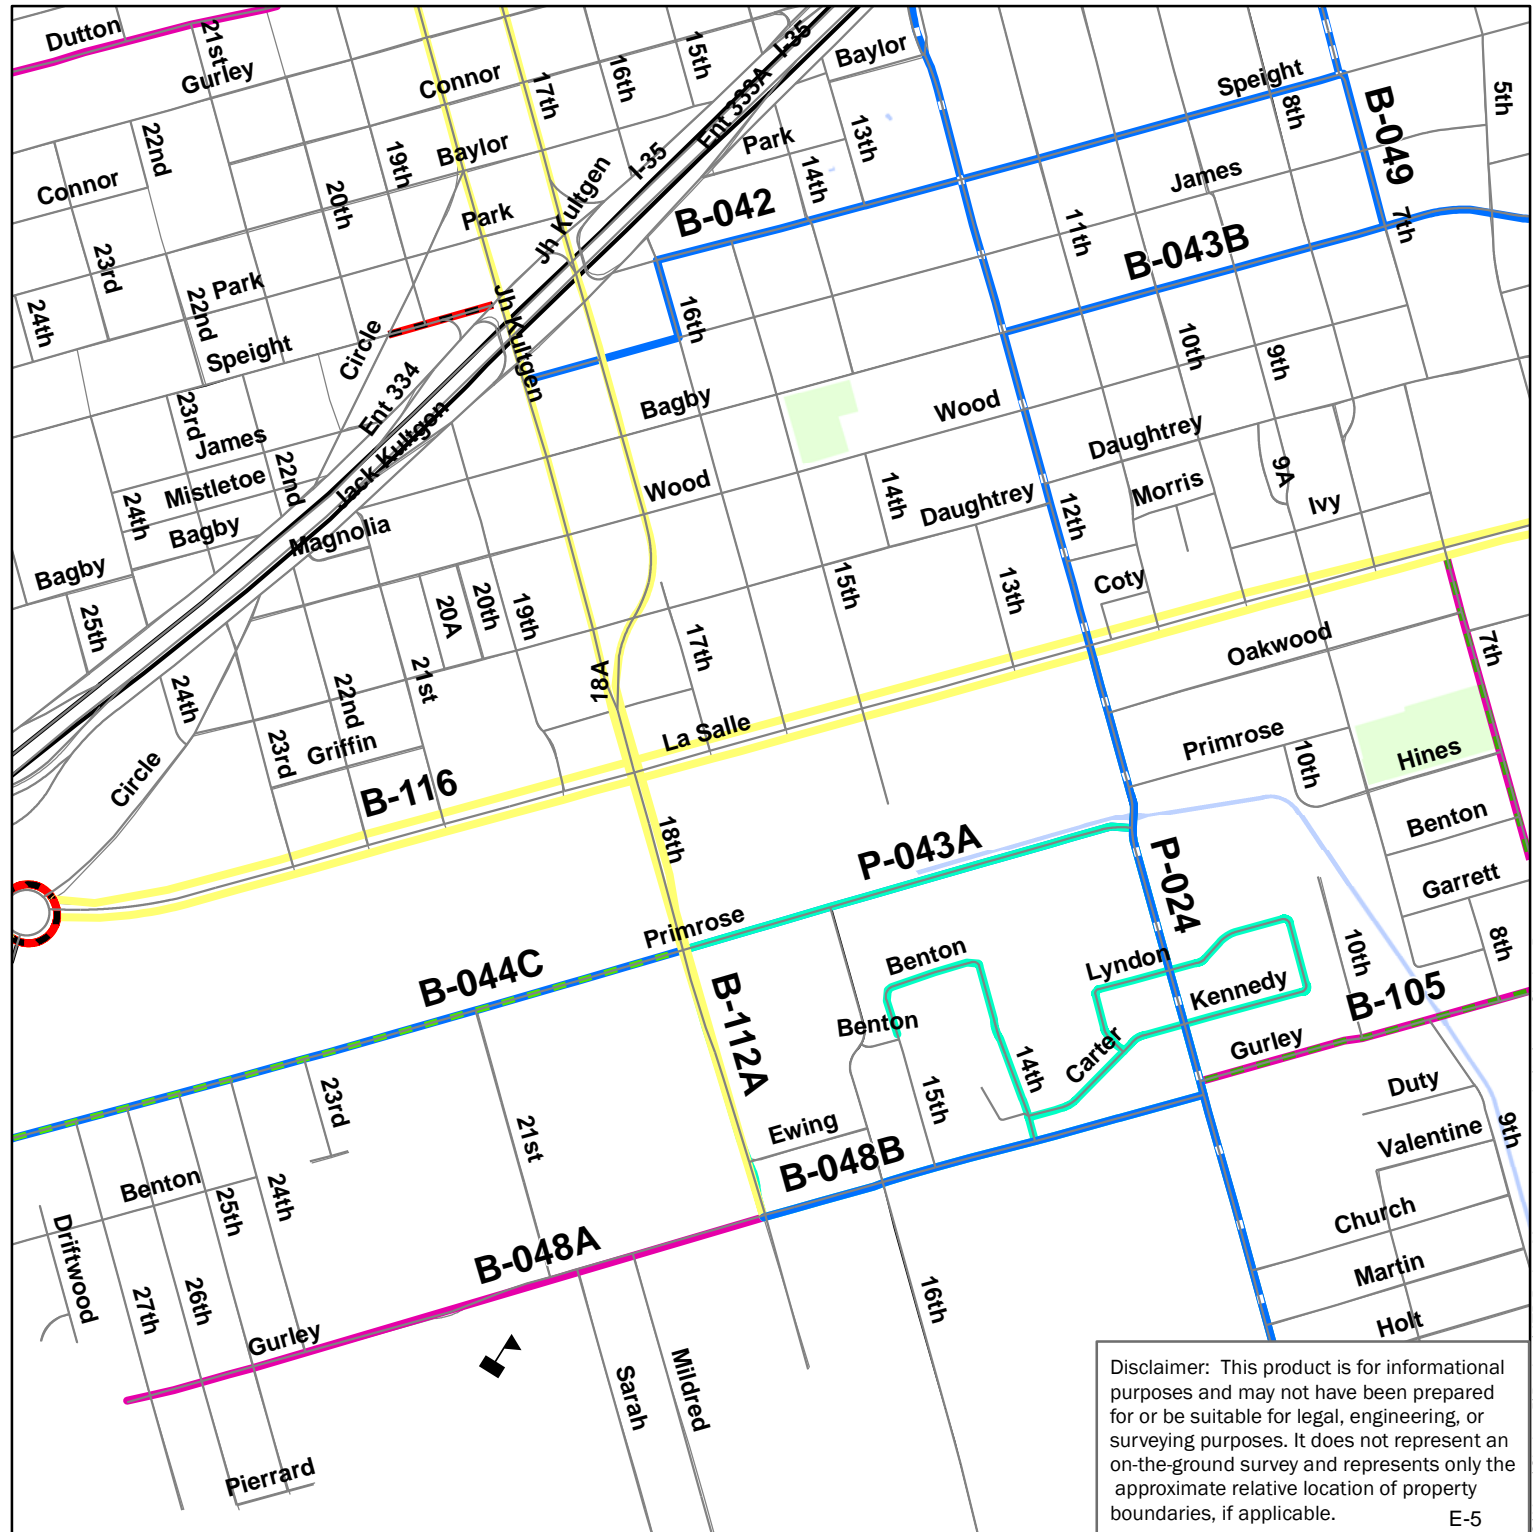 Dutton
21st
Gurley
Connor
17th
16th
15th
I-35
Ent 333A
Baylor
Speight
8th
B-049
5th
22nd
Connor
20th
19th
Baylor
Park
Jh Kultgen
I-35
Park
14th
13th
B-042
James
11th
B-043B
7th
23rd
24th
Park
22nd
Speight
Circle
Jh Kultgen
16th
10th
9th
23rd
James
Ent 334
Jack Kultgen
Bagby
Wood
Daughtrey
Mistletoe
22nd
24th
Bagby
Magnolia
Wood
14th
Daughtrey
12th
Morris
9A
Ivy
Bagby
25th
20A
20th
19th
15th
13th
Coty
24th
22nd
21st
18A
17th
Oakwood
7th
23rd
Griffin
La Salle
Primrose
10th
Hines
Circle
B-116
18th
P-043A
P-024
Benton
Garrett
Primrose
B-044C
B-112A
Benton
Benton
Lyndon
Kennedy
10th
8th
B-105
Gurley
Carter
14th
15th
23rd
21st
Ewing
B-048B
Duty
Valentine
9th
Benton
25th
24th
Driftwood
27th
26th
B-048A
Church
Martin
Holt
Gurley
16th
Sarah
Mildred
Pierrard
Disclaimer: This product is for informational
purposes and may not have been prepared
for or be suitable for legal, engineering, or
surveying purposes. It does not represent an
on-the-ground survey and represents only the
approximate relative location of property
boundaries, if applicable.
E-5